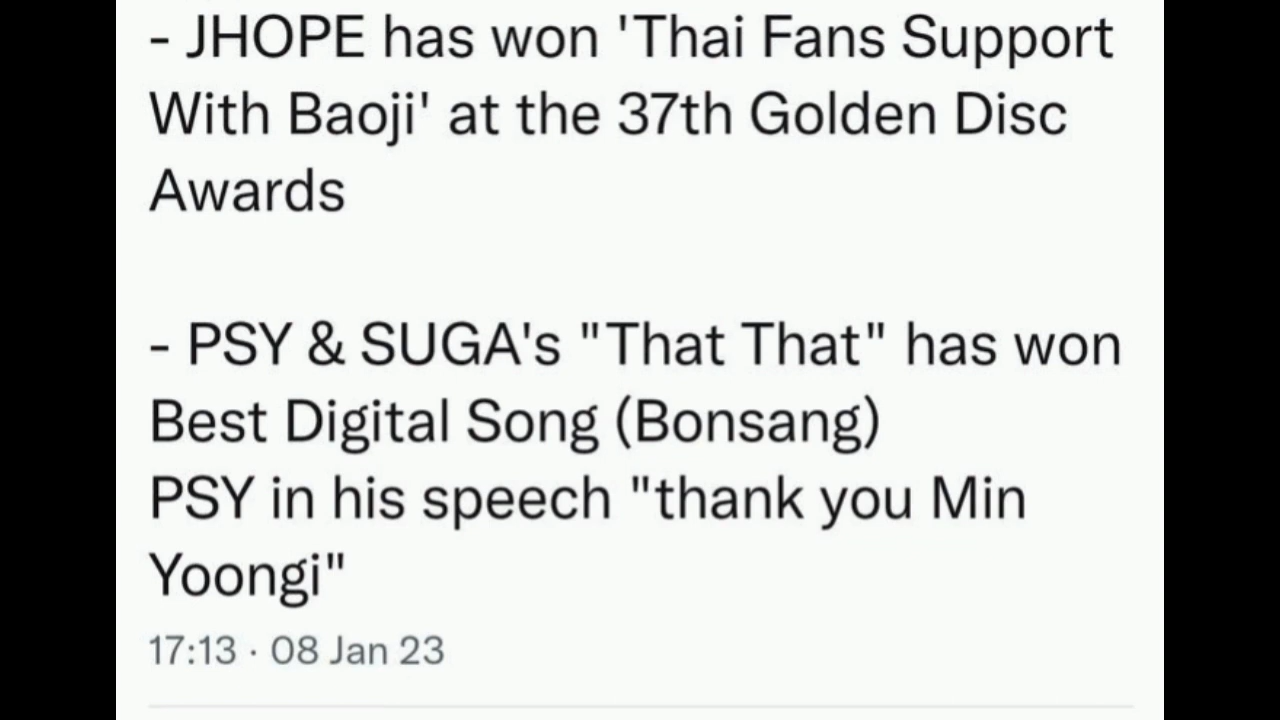 - JHOPE has won 'Thai Fans Support
With Baoji' at the 37th Golden Disc
Awards
- PSY & SUGA's "That That" has won
Best Digital Song (Bonsang)
PSY in his speech "thank you Min
Yoongi"
17:13 · 08 Jan 23